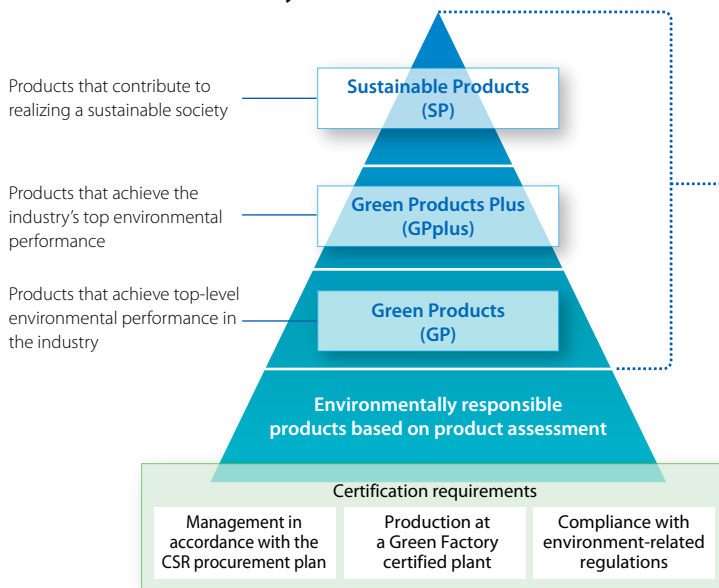 Products that contribute to
realizing a sustainable society
Sustainable Products
(SP)
Products that achieve the
industry’s top environmental
performance
Green Products Plus
(GPplus)
Products that achieve top-level
environmental performance in
the industry
Green Products
(GP)
Environmentally responsible
products based on product assessment
Certification requirements
Management in
accordance with the
CSR procurement plan
Production at
a Green Factory
certified plant
Compliance with
environment-related
regulations